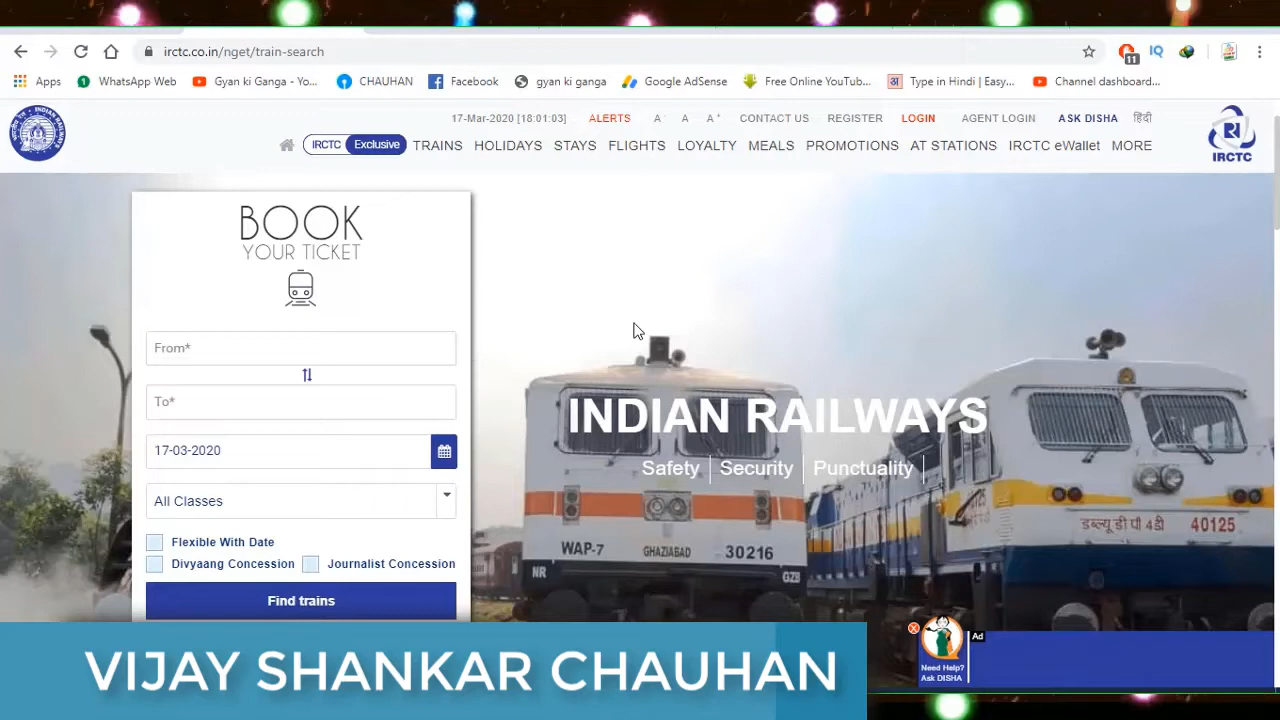 irctc.co.in/nget/train-search
11
IQ
Apps
WhatsApp Web
Gyan ki Ganga - Yo...
CHAUHAN
Facebook
gyan ki ganga
Google AdSense
Free Online YouTub...
अ
Type in Hindi | Easy...
Channel dashboard...
17-Mar-2020 [18:01:03]
ALERTS
A
A
A+
CONTACT US
REGISTER
LOGIN
AGENT LOGIN
ASK DISHA
हिंदी
IRCTC
IRCTC Exclusive
TRAINS
HOLIDAYS
STAYS
FLIGHTS
LOYALTY
MEALS
PROMOTIONS
AT STATIONS
IRCTC eWallet
MORE
BOOK
YOUR TICKET
From*
To*
17-03-2020
All Classes
Flexible With Date
Divyaang Concession
Journalist Concession
Find trains
INDIAN RAILWAYS
Safety | Security | Punctuality |
WAP-7 GHAZIABAD 30216
NR GZB
डब्ल्यू डी पी 4डी 40125
40125
Ad
Need Help?
Ask DISHA
VIJAY SHANKAR CHAUHAN